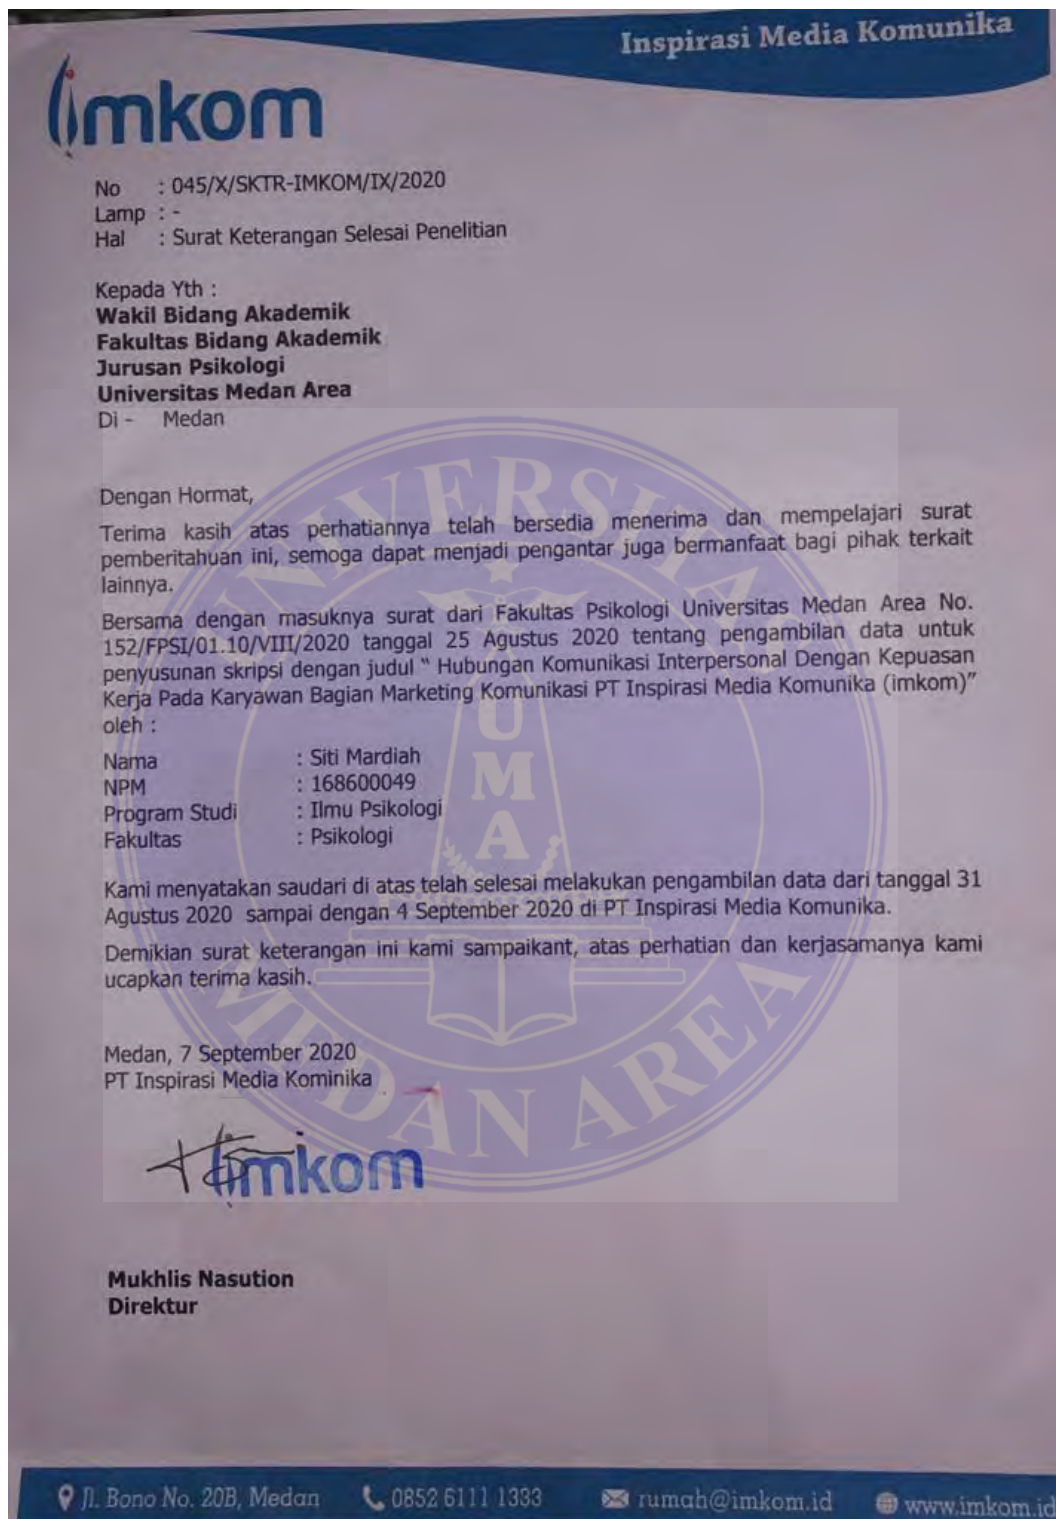 Inspirasi Media Komunika
imkom
No : 045/X/SKTR-IMKOM/IX/2020
Lamp : -
Hal : Surat Keterangan Selesai Penelitian
Kepada Yth :
Wakil Bidang Akademik
Fakultas Bidang Akademik
Jurusan Psikologi
Universitas Medan Area
Di - Medan
Dengan Hormat,
Terima kasih atas perhatiannya telah bersedia menerima dan mempelajari surat
pemberitahuan ini, semoga dapat menjadi pengantar juga bermanfaat bagi pihak terkait
lainnya.
Bersama dengan masuknya surat dari Fakultas Psikologi Universitas Medan Area No.
152/FPSI/01.10/VIII/2020 tanggal 25 Agustus 2020 tentang pengambilan data untuk
penyusunan skripsi dengan judul " Hubungan Komunikasi Interpersonal Dengan Kepuasan
Kerja Pada Karyawan Bagian Marketing Komunikasi PT Inspirasi Media Komunika (imkom)"
oleh :
Nama : Siti Mardiah
NPM : 168600049
Program Studi : Ilmu Psikologi
Fakultas : Psikologi
Kami menyatakan saudari di atas telah selesai melakukan pengambilan data dari tanggal 31
Agustus 2020 sampai dengan 4 September 2020 di PT Inspirasi Media Komunika.
Demikian surat keterangan ini kami sampaikant, atas perhatian dan kerjasamanya kami
ucapkan terima kasih.
Medan, 7 September 2020
PT Inspirasi Media Kominika
imkom
Mukhlis Nasution
Direktur
UNIVERSITAS
UMA
MEDAN AREA
Jl. Bono No. 20B, Medan 0852 6111 1333 rumah@imkom.id www.imkom.id